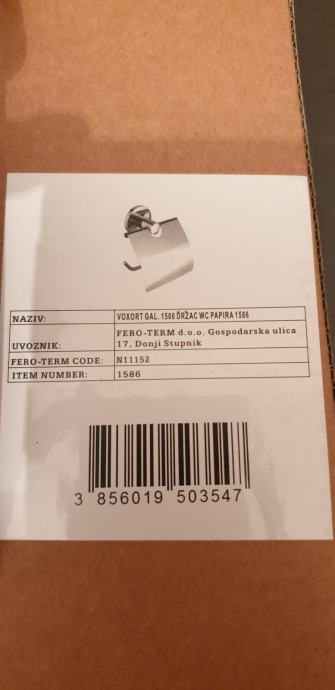 NAZIV: VOXORT GAL. 1500 ĎRŽAC WC PAPIRA 1586
UVOZNIK: FERO-TERM d.o.o. Gospodarska ulica
17, Donji Stupnik
FERO-TERM CODE: N11152
ITEM NUMBER: 1586
3 856019 503547